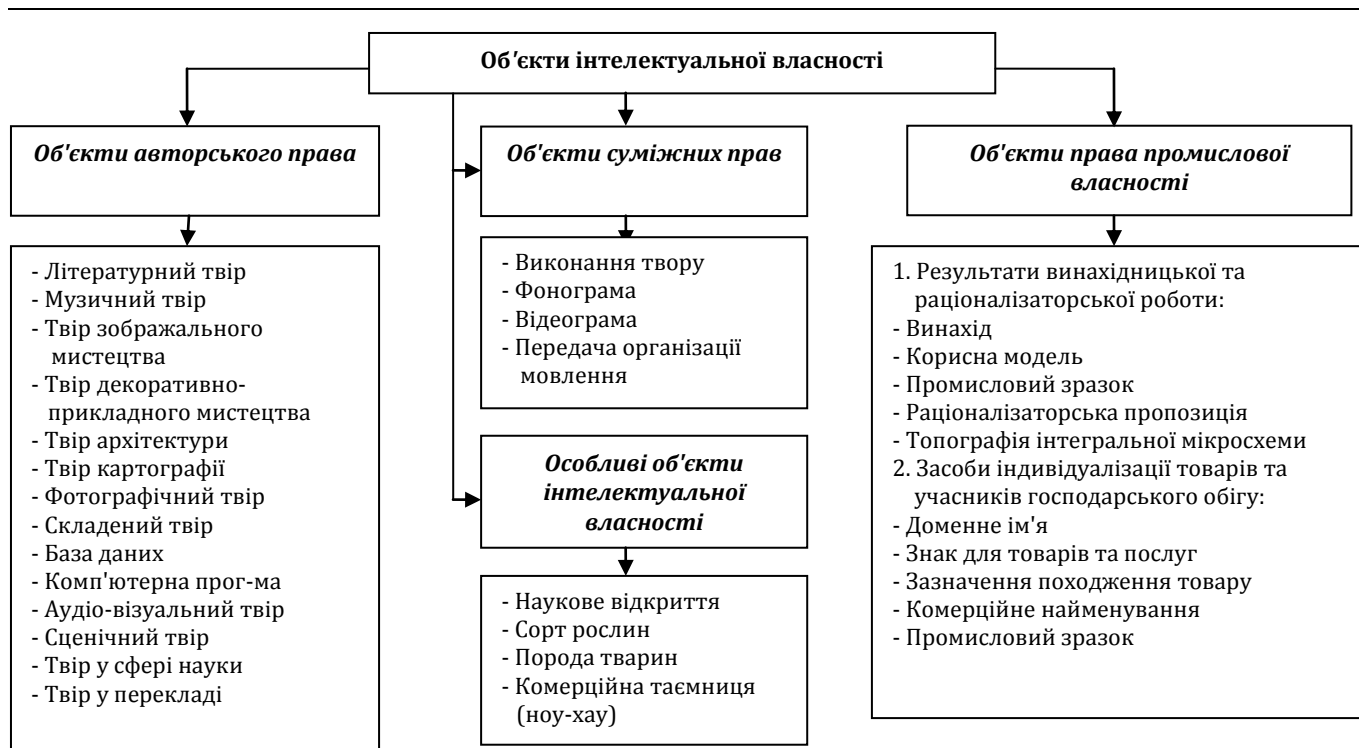 Об'єкти інтелектуальної власності
Об'єкти авторського права
Об'єкти суміжних прав
Об'єкти права промислової
власності
- Літературний твір
- Музичний твір
- Твір зображального
мистецтва
- Твір декоративно-
прикладного мистецтва
- Твір архітектури
- Твір картографії
- Фотографічний твір
- Складений твір
- База даних
- Комп'ютерна прог-ма
- Аудіо-візуальний твір
- Сценічний твір
- Твір у сфері науки
- Твір у перекладі
- Виконання твору
- Фонограма
- Відеограма
- Передача організації
мовлення
Особливі об'єкти
інтелектуальної
власності
- Наукове відкриття
- Сорт рослин
- Порода тварин
- Комерційна таємниця
(ноу-хау)
1. Результати винахідницької та
раціоналізаторської роботи:
- Винахід
- Корисна модель
- Промисловий зразок
- Раціоналізаторська пропозиція
- Топографія інтегральної мікросхеми
2. Засоби індивідуалізації товарів та
учасників господарського обігу:
- Доменне ім'я
- Знак для товарів та послуг
- Зазначення походження товару
- Комерційне найменування
- Промисловий зразок